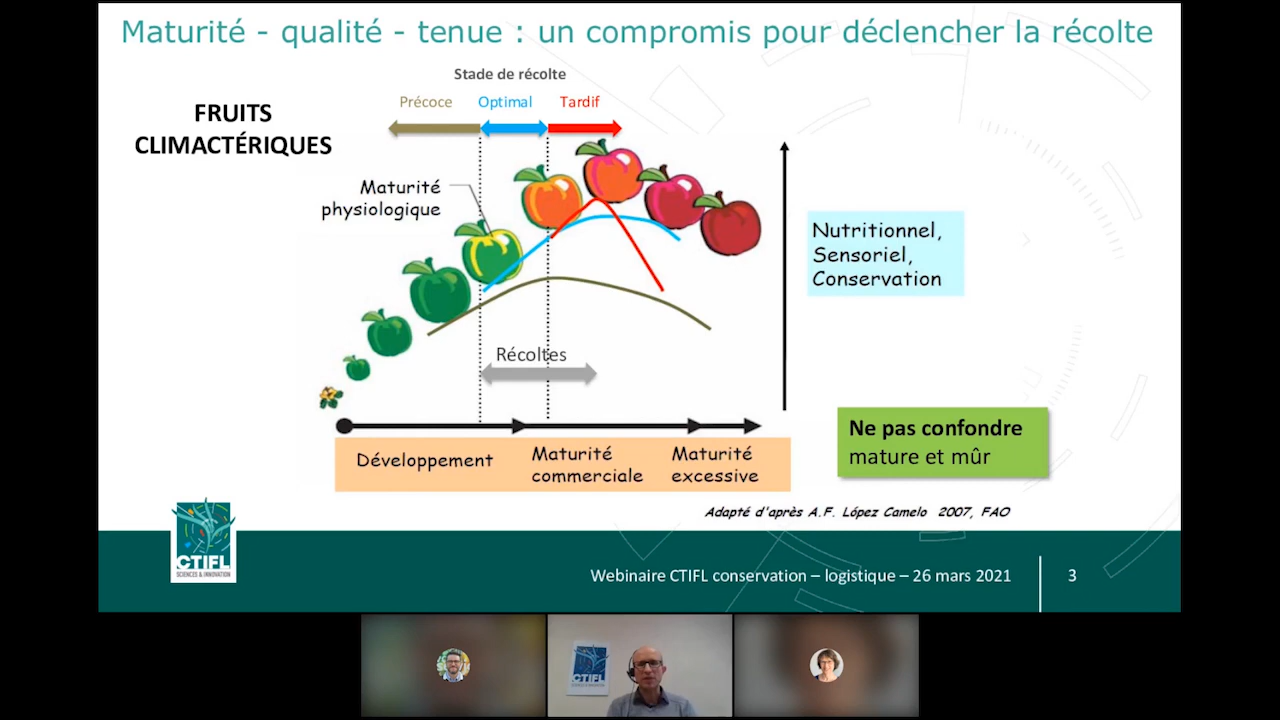 Maturité - qualité - tenue : un compromis pour déclencher la récolte
Stade de récolte
Précoce
Optimal
Tardif
FRUITS
CLIMACTÉRIQUES
Maturité
physiologique
Nutritionnel,
Sensoriel,
Conservation
Récoltes
Développement
Maturité
commerciale
Maturité
excessive
Ne pas confondre
mature et mûr
Adapté d'après A.F. López Camelo 2007, FAO
CTIFL
SCIENCES & INNOVATION
Webinaire CTIFL conservation – logistique – 26 mars 2021
3
CTIFL